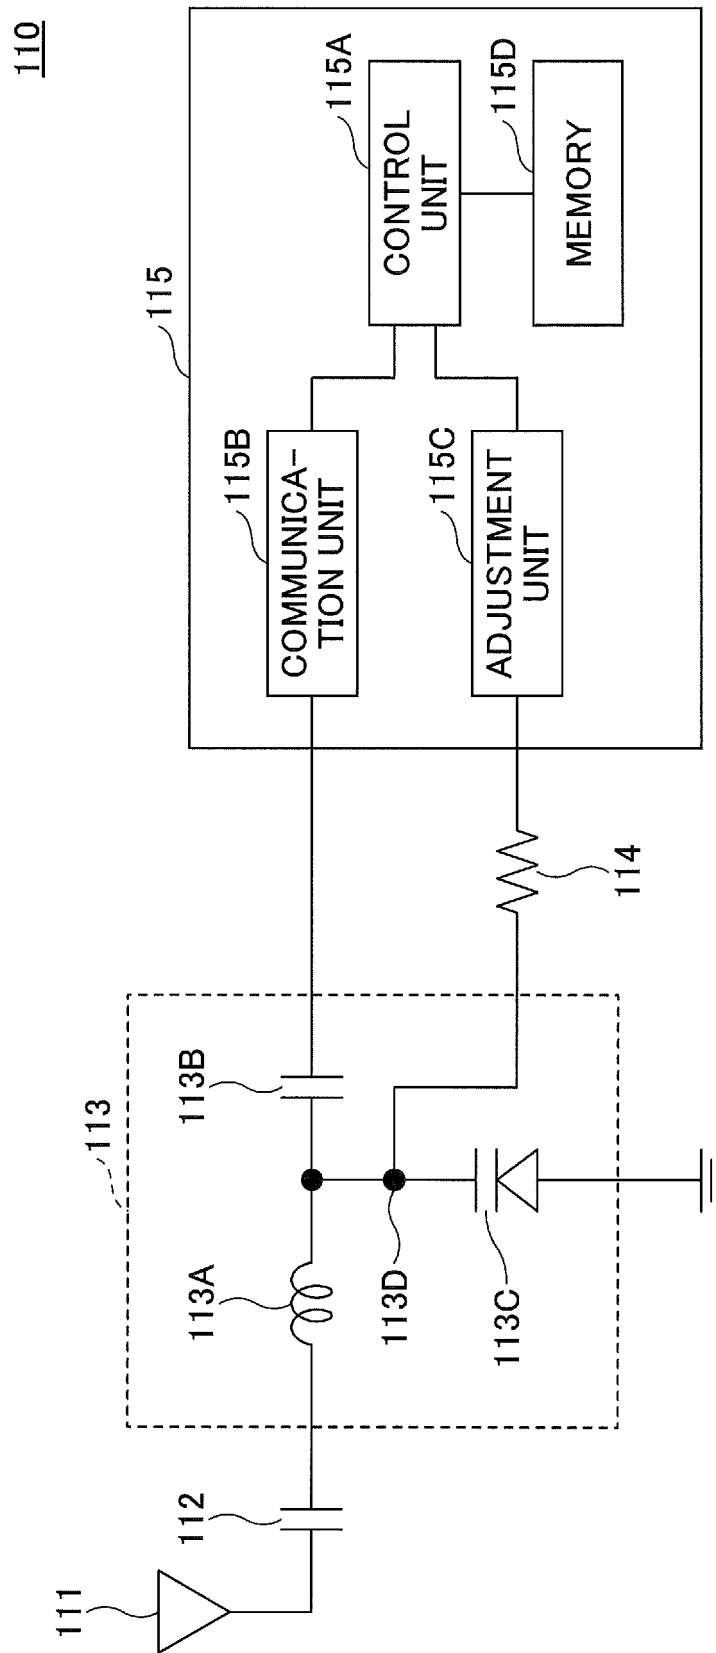 110
115
115A
CONTROL
UNIT
115D
MEMORY
115B
COMMUNICA-
TION UNIT
115C
ADJUSTMENT
UNIT
114
113
113B
113A
113D
113C
112
111